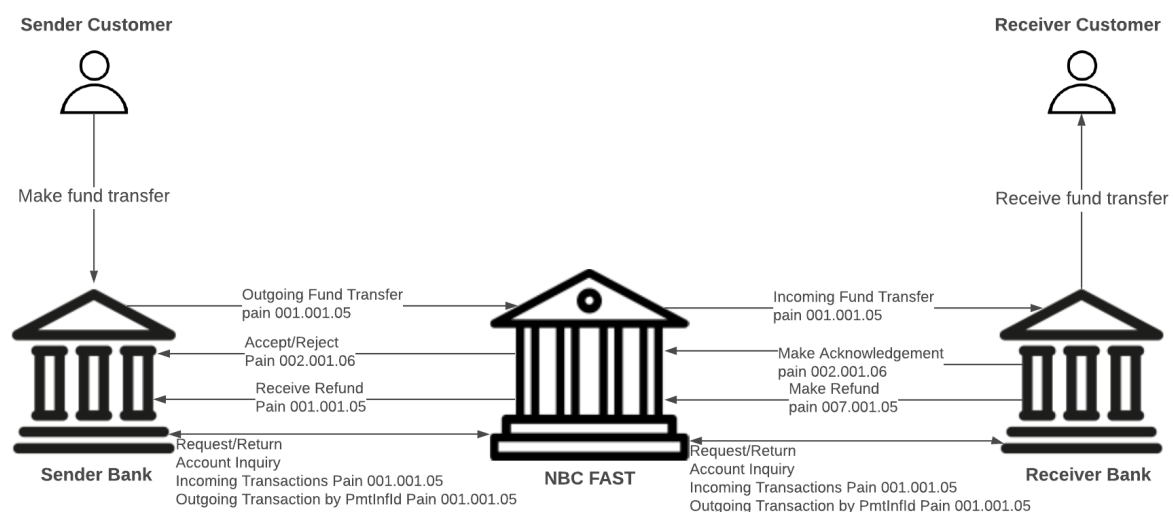 Sender Customer
Receiver Customer
Make fund transfer
Receive fund transfer
Outgoing Fund Transfer
pain 001.001.05
Incoming Fund Transfer
pain 001.001.05
Accept/Reject
Pain 002.001.06
Make Acknowledgement
pain 002.001.06
Receive Refund
Pain 001.001.05
Make Refund
pain 007.001.05
Request/Return
Account Inquiry
Incoming Transactions Pain 001.001.05
Outgoing Transaction by PmtInfId Pain 001.001.05
Request/Return
Account Inquiry
Incoming Transactions Pain 001.001.05
Outgoing Transaction by PmtInfId Pain 001.001.05
Sender Bank
NBC FAST
Receiver Bank